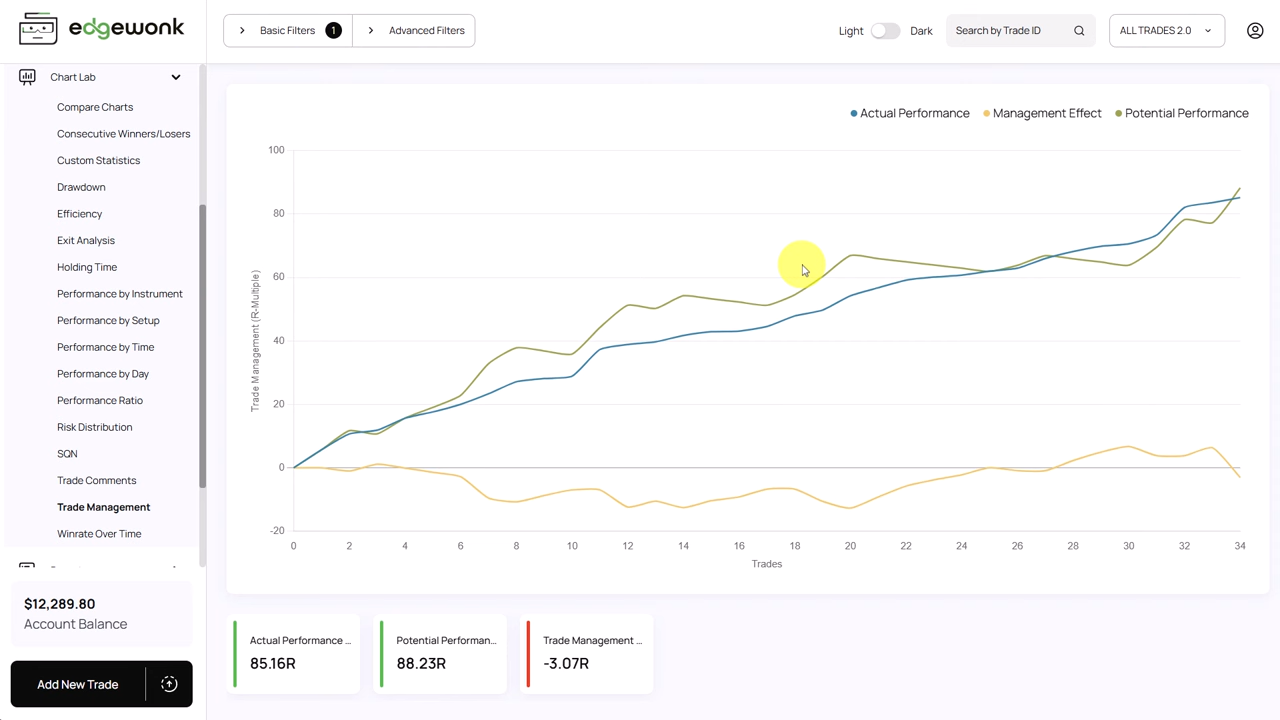 edgewonk
Basic Filters 1
Advanced Filters
Light Dark
Search by Trade ID
ALL TRADES 2.0
Chart Lab
Compare Charts
Consecutive Winners/Losers
Custom Statistics
Drawdown
Efficiency
Exit Analysis
Holding Time
Performance by Instrument
Performance by Setup
Performance by Time
Performance by Day
Performance Ratio
Risk Distribution
SQN
Trade Comments
Trade Management
Winrate Over Time
$12,289.80
Account Balance
Add New Trade
Actual Performance Management Effect Potential Performance
Trade Management (R-Multiple)
100
80
60
40
20
0
-20
0 2 4 6 8 10 12 14 16 18 20 22 24 26 28 30 32 34
Trades
Actual Performance ...
85.16R
Potential Performan...
88.23R
Trade Management ...
-3.07R